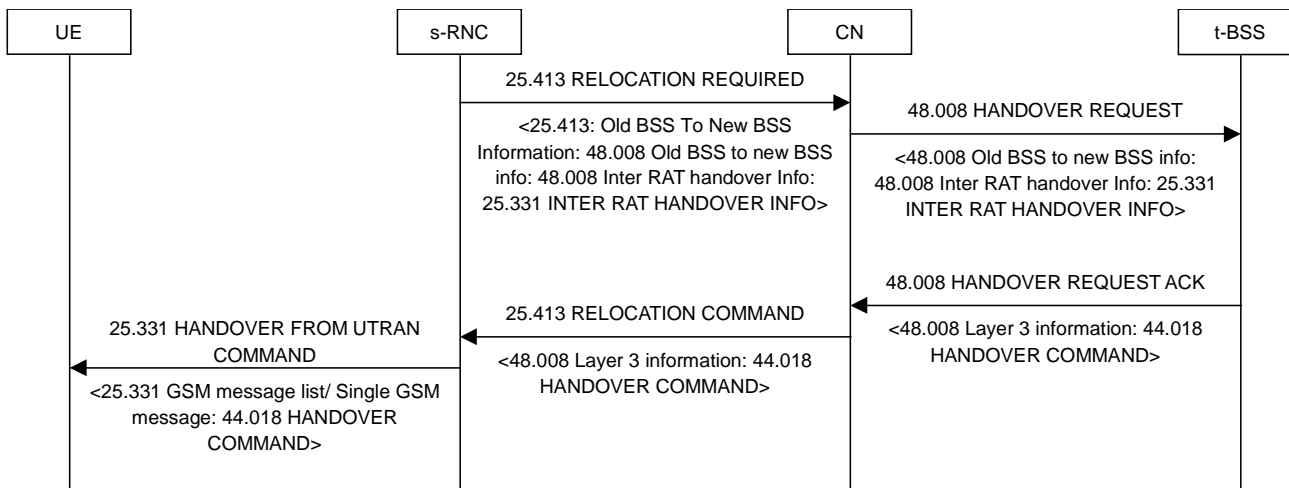 UE
s-RNC
CN
t-BSS
25.413 RELOCATION REQUIRED
<25.413: Old BSS To New BSS
Information: 48.008 Old BSS to new BSS
info: 48.008 Inter RAT handover Info:
25.331 INTER RAT HANDOVER INFO>
48.008 HANDOVER REQUEST
<48.008 Old BSS to new BSS info:
48.008 Inter RAT handover Info: 25.331
INTER RAT HANDOVER INFO>
48.008 HANDOVER REQUEST ACK
<48.008 Layer 3 information: 44.018
HANDOVER COMMAND>
25.413 RELOCATION COMMAND
<48.008 Layer 3 information: 44.018
HANDOVER COMMAND>
25.331 HANDOVER FROM UTRAN
COMMAND
<25.331 GSM message list/ Single GSM
message: 44.018 HANDOVER
COMMAND>